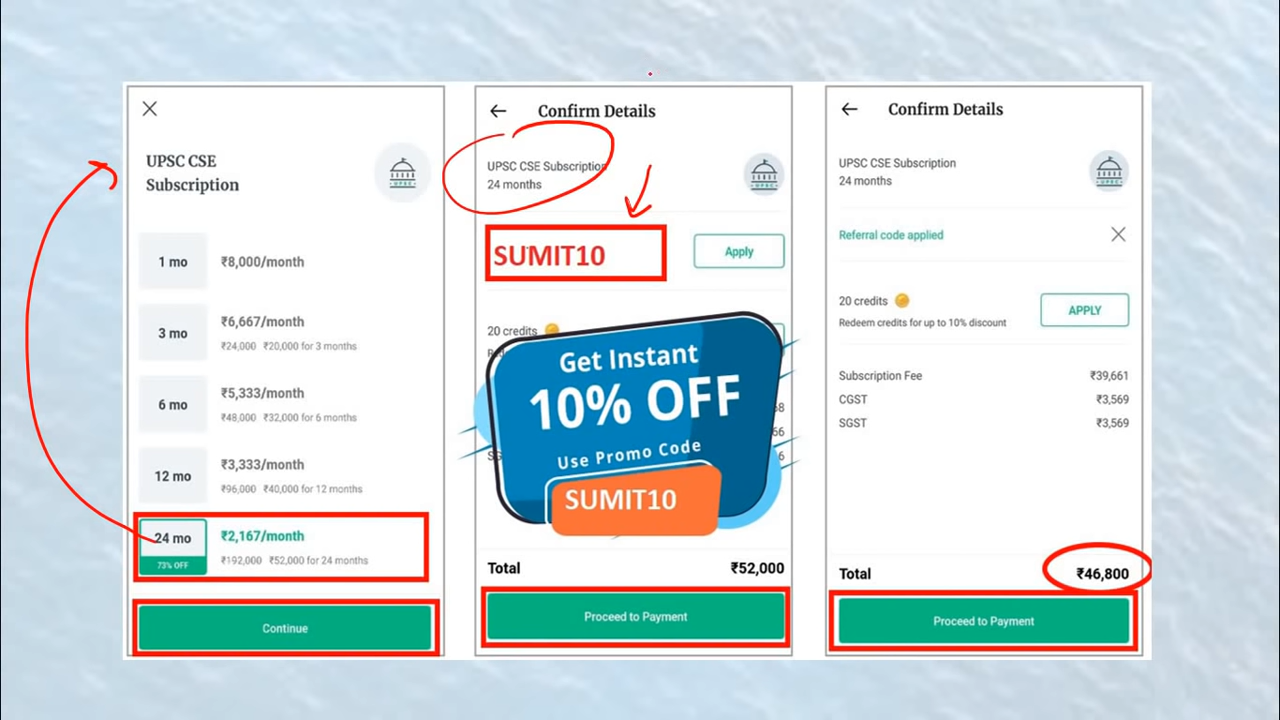 UPSC CSE
Subscription
UPSC
1 mo
₹8,000/month
3 mo
₹6,667/month
₹24,000 ₹20,000 for 3 months
6 mo
₹5,333/month
₹48,000 ₹32,000 for 6 months
12 mo
₹3,333/month
₹96,000 ₹40,000 for 12 months
24 mo
73% OFF
₹2,167/month
₹192,000 ₹52,000 for 24 months
Continue
Confirm Details
UPSC CSE Subscription
24 months
UPSC
SUMIT10
Apply
20 credits
Get Instant
10% OFF
Use Promo Code
SUMIT10
Total ₹52,000
Proceed to Payment
Confirm Details
UPSC CSE Subscription
24 months
UPSC
Referral code applied
20 credits
Redeem credits for up to 10% discount
APPLY
Subscription Fee ₹39,661
CGST ₹3,569
SGST ₹3,569
Total ₹46,800
Proceed to Payment